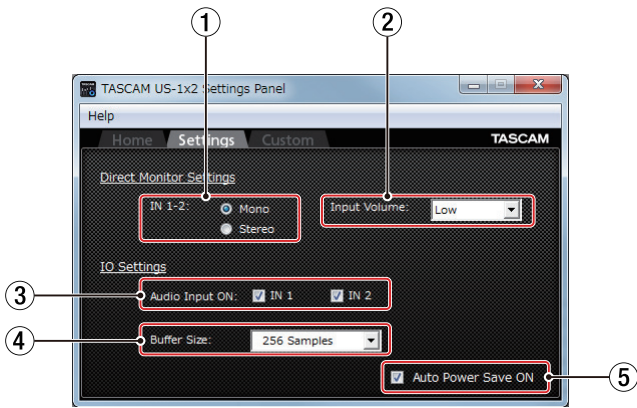 1 2
TASCAM US-1x2 Settings Panel
Help
Home Settings Custom TASCAM
Direct Monitor Settings
IN 1-2: Mono Input Volume: Low
Stereo
IO Settings
3 Audio Input ON: IN 1 IN 2
4 Buffer Size: 256 Samples
Auto Power Save ON 5